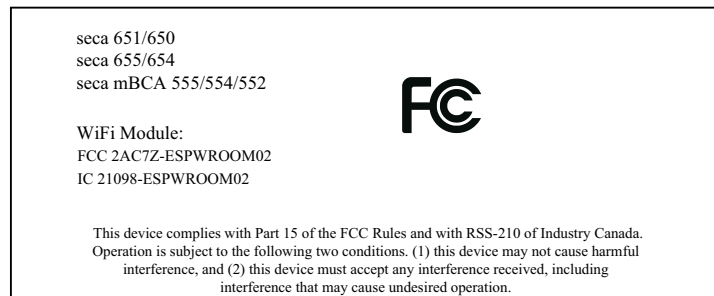 seca 651/650
seca 655/654
seca mBCA 555/554/552
FC
WiFi Module:
FCC 2AC7Z-ESPWROOM02
IC 21098-ESPWROOM02
This device complies with Part 15 of the FCC Rules and with RSS-210 of Industry Canada.
Operation is subject to the following two conditions. (1) this device may not cause harmful
interference, and (2) this device must accept any interference received, including
interference that may cause undesired operation.